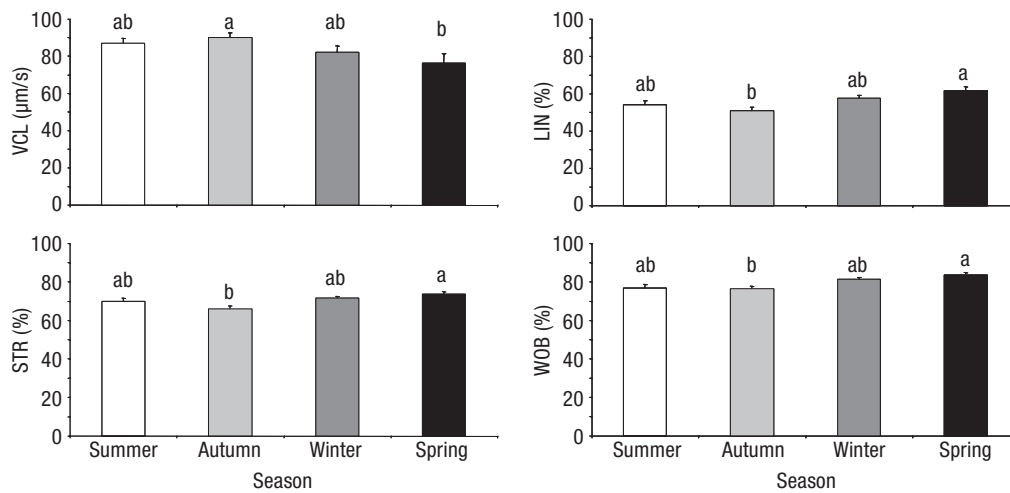 100
80
60
40
20
0
VCL (µm/s)
ab
a
ab
b
100
80
60
40
20
0
LIN (%)
ab
b
ab
a
100
80
60
40
20
0
STR (%)
ab
b
ab
a
Summer Autumn Winter Spring
Season
100
80
60
40
20
0
WOB (%)
ab
b
ab
a
Summer Autumn Winter Spring
Season